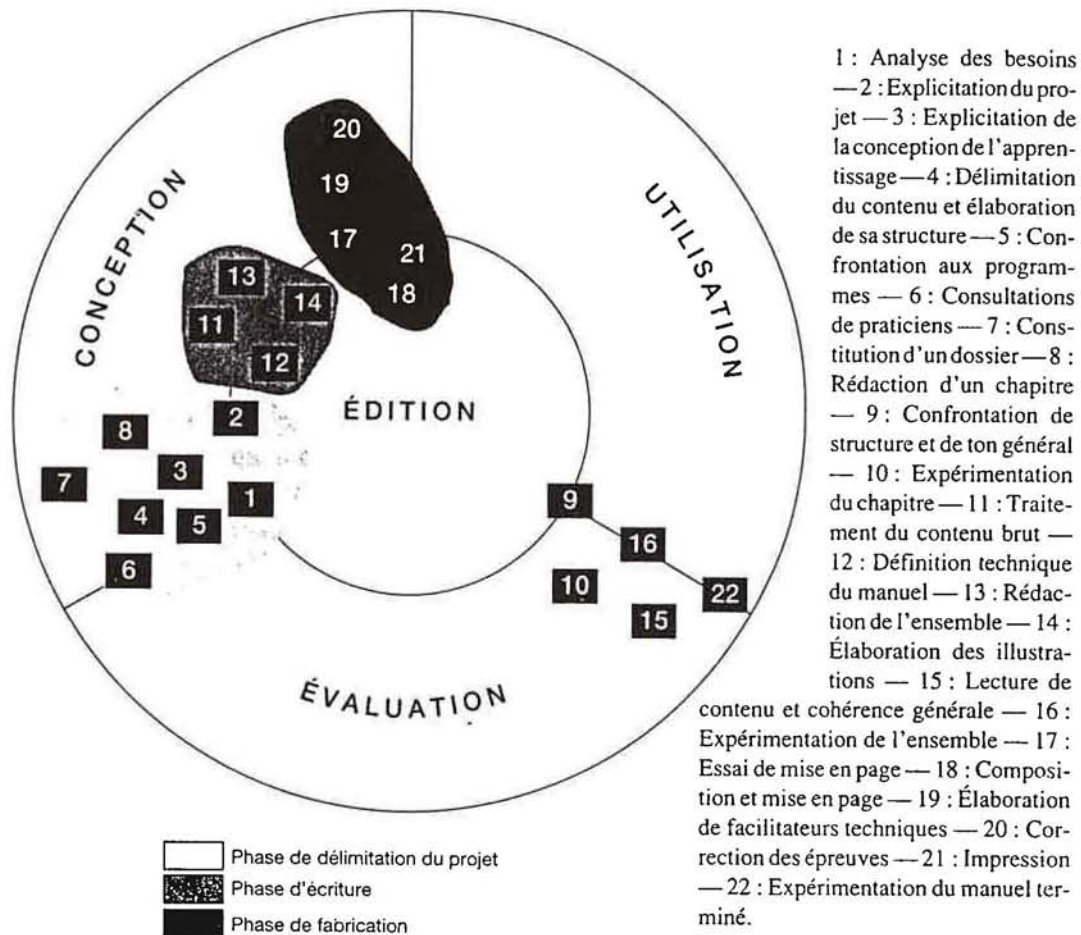 1 : Analyse des besoins
— 2 : Explicitation du pro-
jet — 3 : Explicitation de
la conception de l'appren-
tissage — 4 : Délimitation
du contenu et élaboration
de sa structure — 5 : Con-
frontation aux program-
mes — 6 : Consultations
de praticiens — 7 : Cons-
titution d'un dossier — 8 :
Rédaction d'un chapitre
— 9 : Confrontation de
structure et de ton général
— 10 : Expérimentation
du chapitre — 11 : Traite-
ment du contenu brut —
12 : Définition technique
du manuel — 13 : Rédac-
tion de l'ensemble — 14 :
Élaboration des illustra-
tions — 15 : Lecture de
contenu et cohérence générale — 16 :
Expérimentation de l'ensemble — 17 :
Essai de mise en page — 18 : Composi-
tion et mise en page — 19 : Élaboration
de facilitateurs techniques — 20 : Cor-
rection des épreuves — 21 : Impression
— 22 : Expérimentation du manuel ter-
miné.
CONCEPTION
UTILISATION
ÉDITION
ÉVALUATION
20
19
17
21
18
13
14
11
12
2
8
3
7
1
4
5
6
9
16
10
22
15
Phase de délimitation du projet
Phase d'écriture
Phase de fabrication